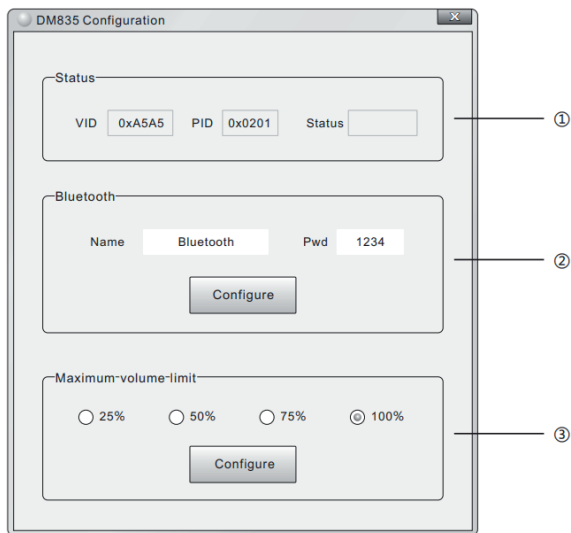 DM835 Configuration
x
Status
VID 0xA5A5 PID 0x0201 Status
①
Bluetooth
Name Bluetooth Pwd 1234
②
Configure
Maximum-volume-limit
25% 50% 75% 100%
③
Configure